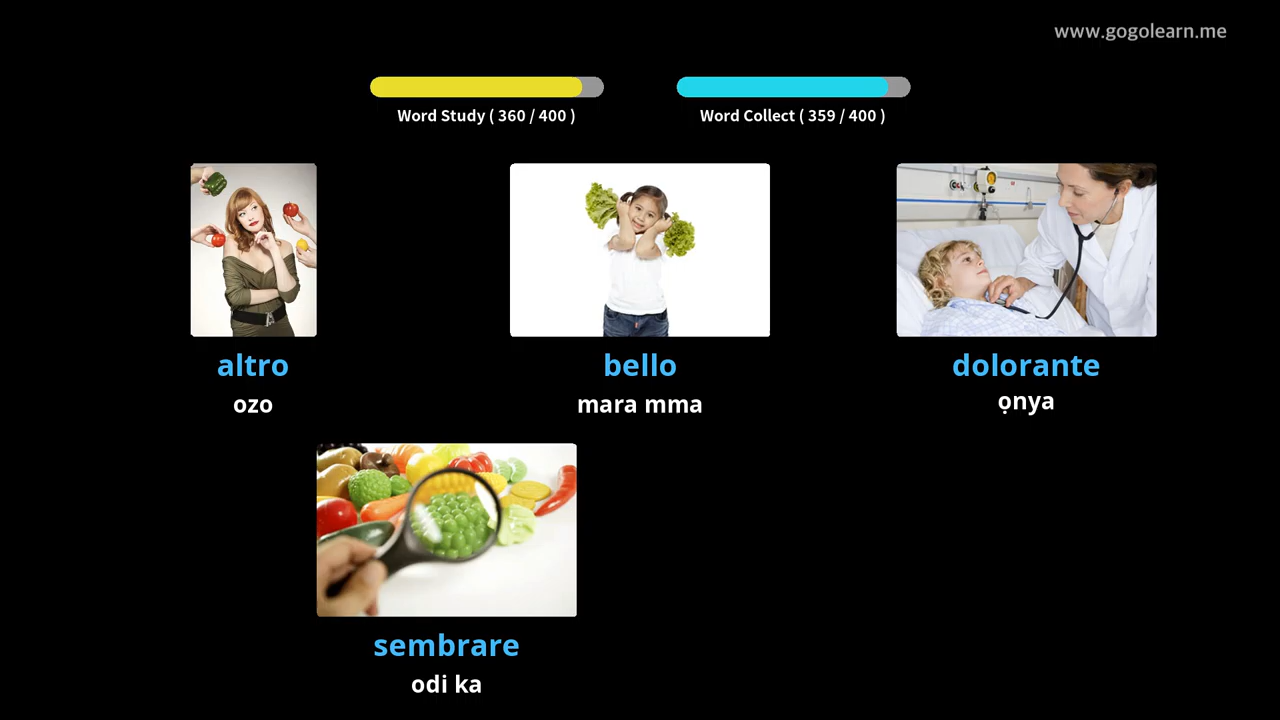 www.gogolearn.me
Word Study ( 360 / 400 )
Word Collect ( 359 / 400 )
altro
ozo
bello
mara mma
dolorante
ọnya
sembrare
odi ka